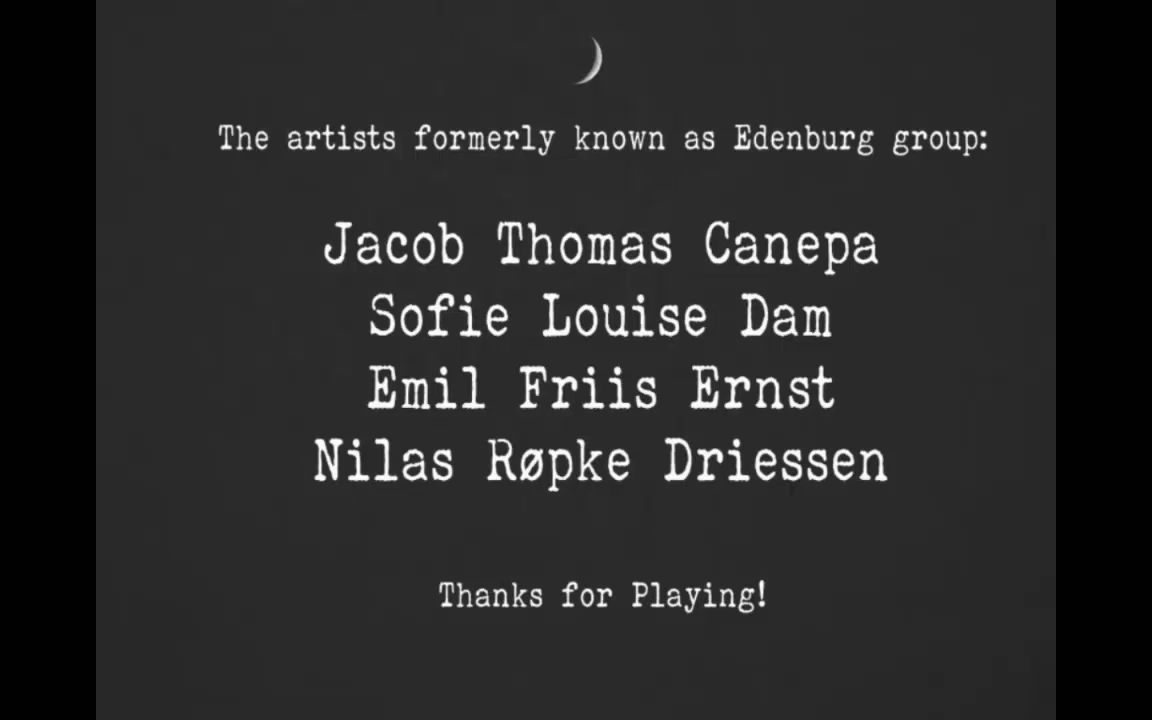 The artists formerly known as Edenburg group:
Jacob Thomas Canepa
Sofie Louise Dam
Emil Friis Ernst
Nilas Røpke Driessen
Thanks for Playing!